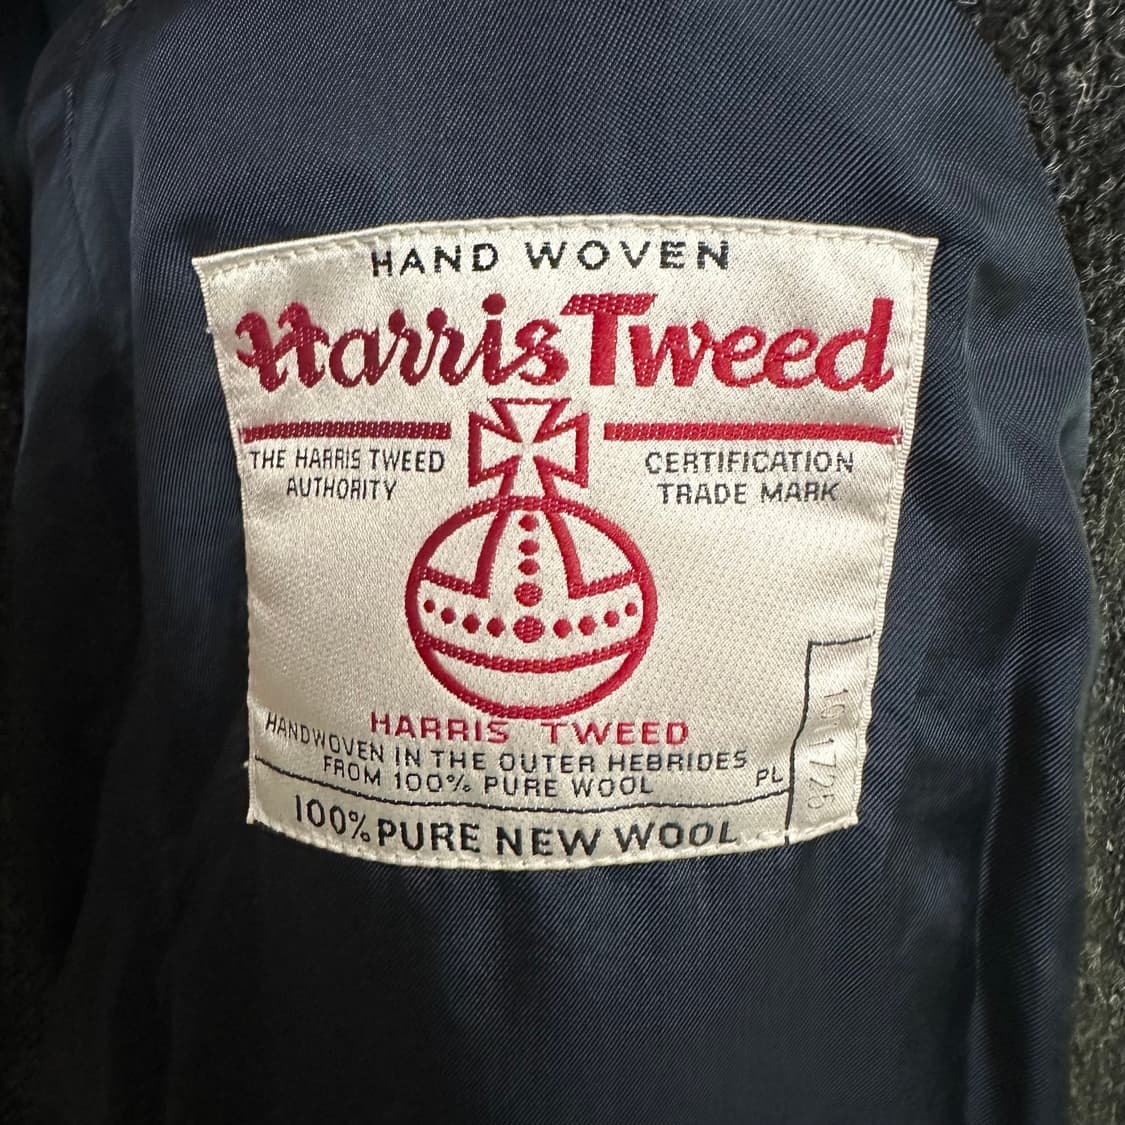 HAND WOVEN
Harris Tweed
THE HARRIS TWEED
AUTHORITY
CERTIFICATION
TRADE MARK
HARRIS TWEED
HANDWOVEN IN THE OUTER HEBRIDES
FROM 100% PURE WOOL
PL
100% PURE NEW WOOL